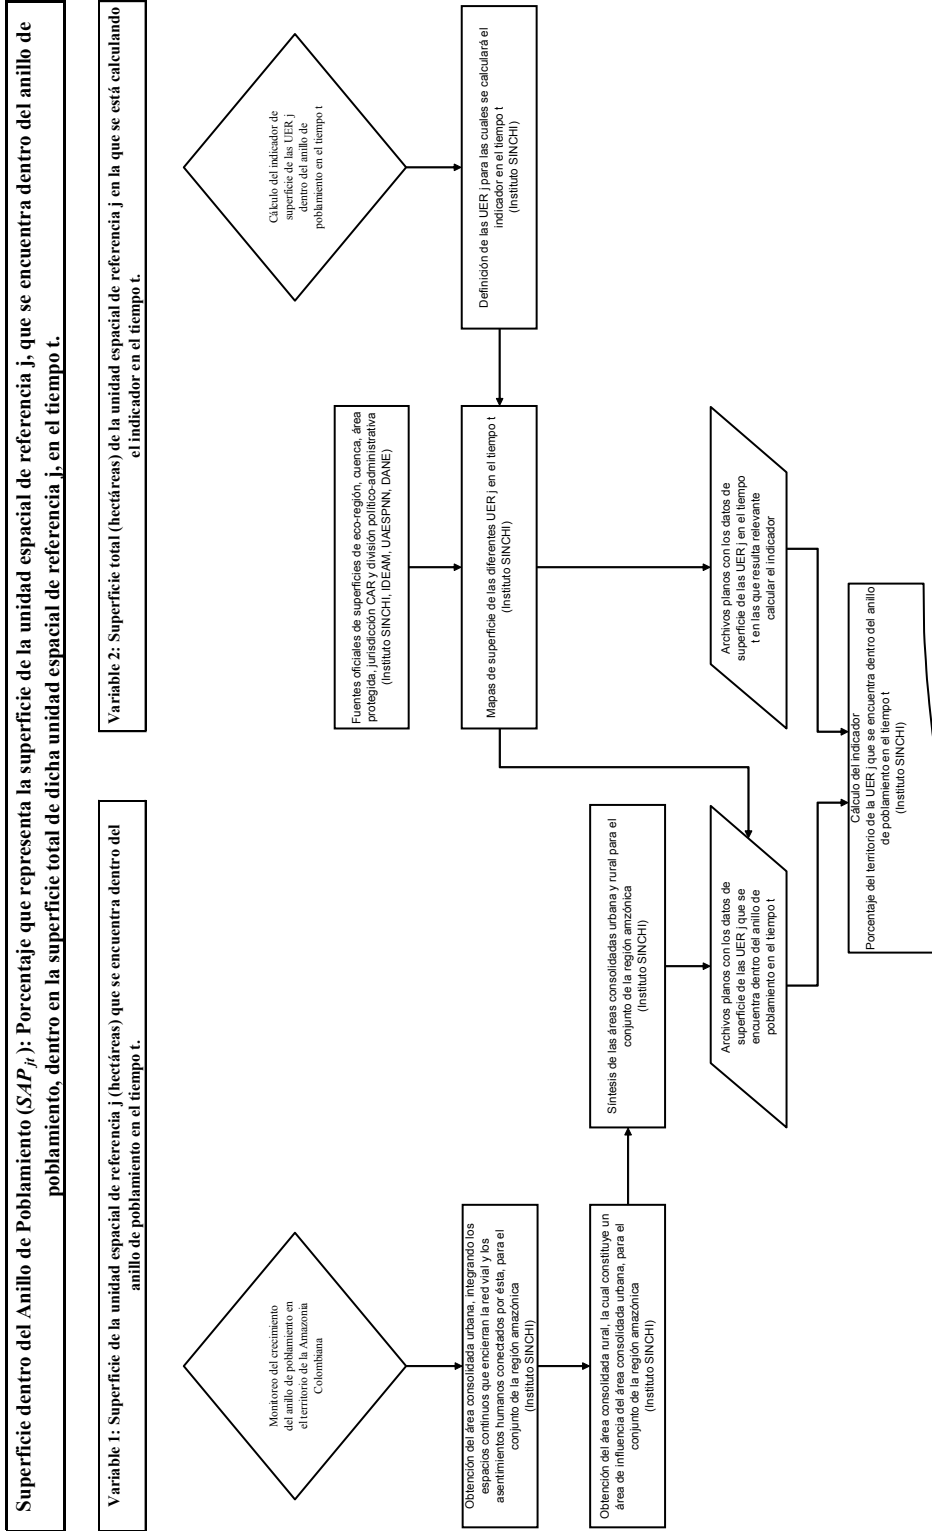 Superficie dentro del Anillo de Poblamiento (SAP jt): Porcentaje que representa la superficie de la unidad espacial de referencia j, que se encuentra dentro del anillo de
poblamiento, dentro en la superficie total de dicha unidad espacial de referencia j, en el tiempo t.
Variable 1: Superficie de la unidad espacial de referencia j (hectáreas) que se encuentra dentro del
anillo de poblamiento en el tiempo t.
Variable 2: Superficie total (hectáreas) de la unidad espacial de referencia j en la que se está calculando
el indicador en el tiempo t.
Monitoreo del crecimiento
del anillo de poblamiento en
el territorio de la Amazonia
Colombiana
Obtención del área consolidada urbana, integrando los
espacios continuos que encierran la red vial y los
asentimientos humanos conectados por ésta, para el
conjunto de la región amazónica
(Instituto SINCHI)
Obtención del área consolidada rural, la cual constituye un
área de influencia del área consolidada urbana, para el
conjunto de la región amazónica
(Instituto SINCHI)
Síntesis de las áreas consolidadas urbana y rural para el
conjunto de la región amzónica
(Instituto SINCHI)
Archivos planos con los datos de
superficie de las UER j que se
encuentra dentro del anillo de
poblamiento en el tiempo t
Cálculo del indicador de
superficie de las UER j
dentro del anillo de
poblamiento en el tiempo t
Definición de las UER j para las cuales se calculará el
indicador en el tiempo t
(Instituto SINCHI)
Fuentes oficiales de superficies de eco-región, cuenca, área
protegida, jurisdicción CAR y división político-administrativa
(Instituto SINCHI, IDEAM, UAESPNN, DANE)
Mapas de superficie de las diferentes UER j en el tiempo t
(Instituto SINCHI)
Archivos planos con los datos de
superficie de las UER j en el tiempo
t en las que resulta relevante
calcular el indicador
Cálculo del indicador
Porcentaje del territorio de la UER j que se encuentra dentro del anillo
de poblamiento en el tiempo t
(Instituto SINCHI)